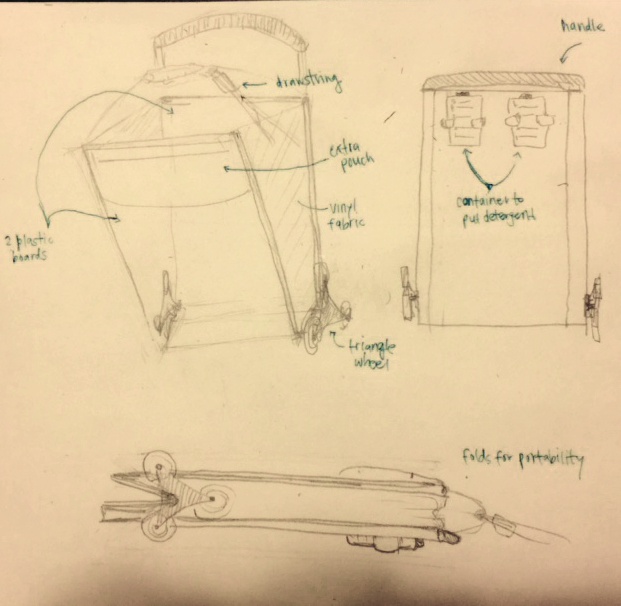 handle
drawstring
extra
pouch
vinyl
fabric
2 plastic
boards
container to
put detergent
triangle
wheel
folds for portability